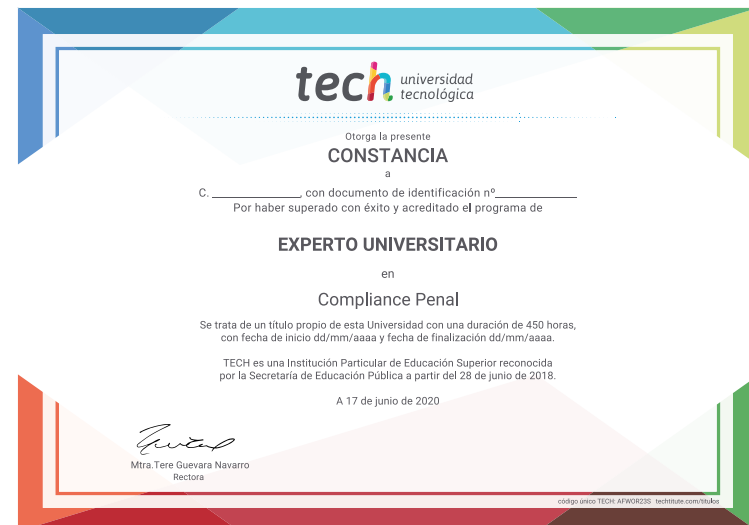 tech universidad
tecnológica
Otorga la presente
CONSTANCIA
a
C. ______________, con documento de identificación nº______________
Por haber superado con éxito y acreditado el programa de
EXPERTO UNIVERSITARIO
en
Compliance Penal
Se trata de un título propio de esta Universidad con una duración de 450 horas,
con fecha de inicio dd/mm/aaaa y fecha de finalización dd/mm/aaaa.
TECH es una Institución Particular de Educación Superior reconocida
por la Secretaría de Educación Pública a partir del 28 de junio de 2018.
A 17 de junio de 2020
Mtra.Tere Guevara Navarro
Rectora
código único TECH: AFWOR23S techtitute.com/titulos